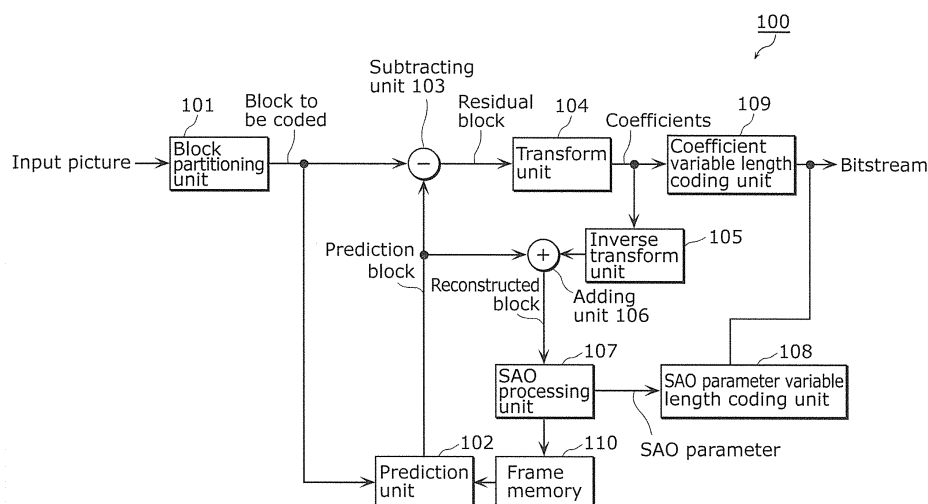 100
Subtracting
unit 103
101
Block to
be coded
Residual
block
104
Coefficients
109
Input picture
Block
partitioning
unit
−
Transform
unit
Coefficient
variable length
coding unit
Bitstream
Prediction
block
+
Inverse
transform
unit
105
Reconstructed
block
Adding
unit 106
107
108
SAO
processing
unit
SAO parameter variable
length coding unit
SAO parameter
102
110
Prediction
unit
Frame
memory